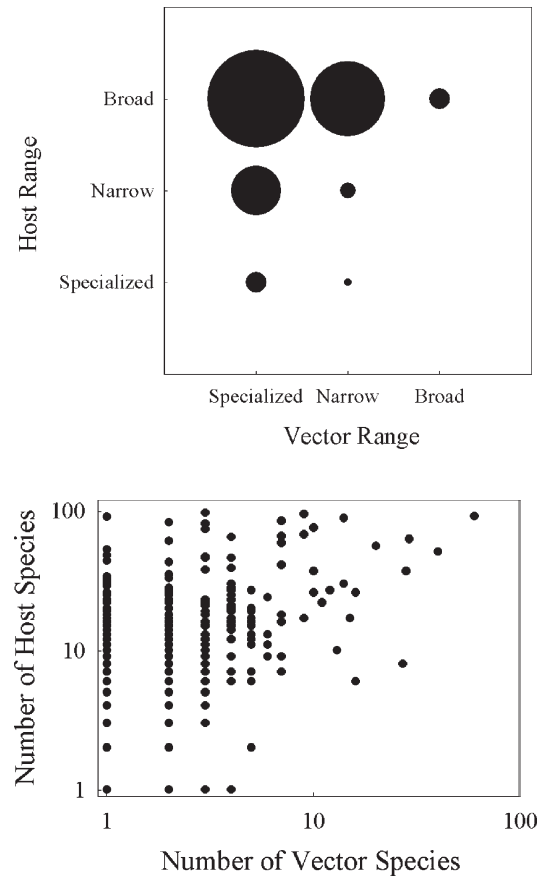 Broad
Narrow
Specialized
Host Range
Specialized Narrow Broad
Vector Range
100
10
1
Number of Host Species
1 10 100
Number of Vector Species